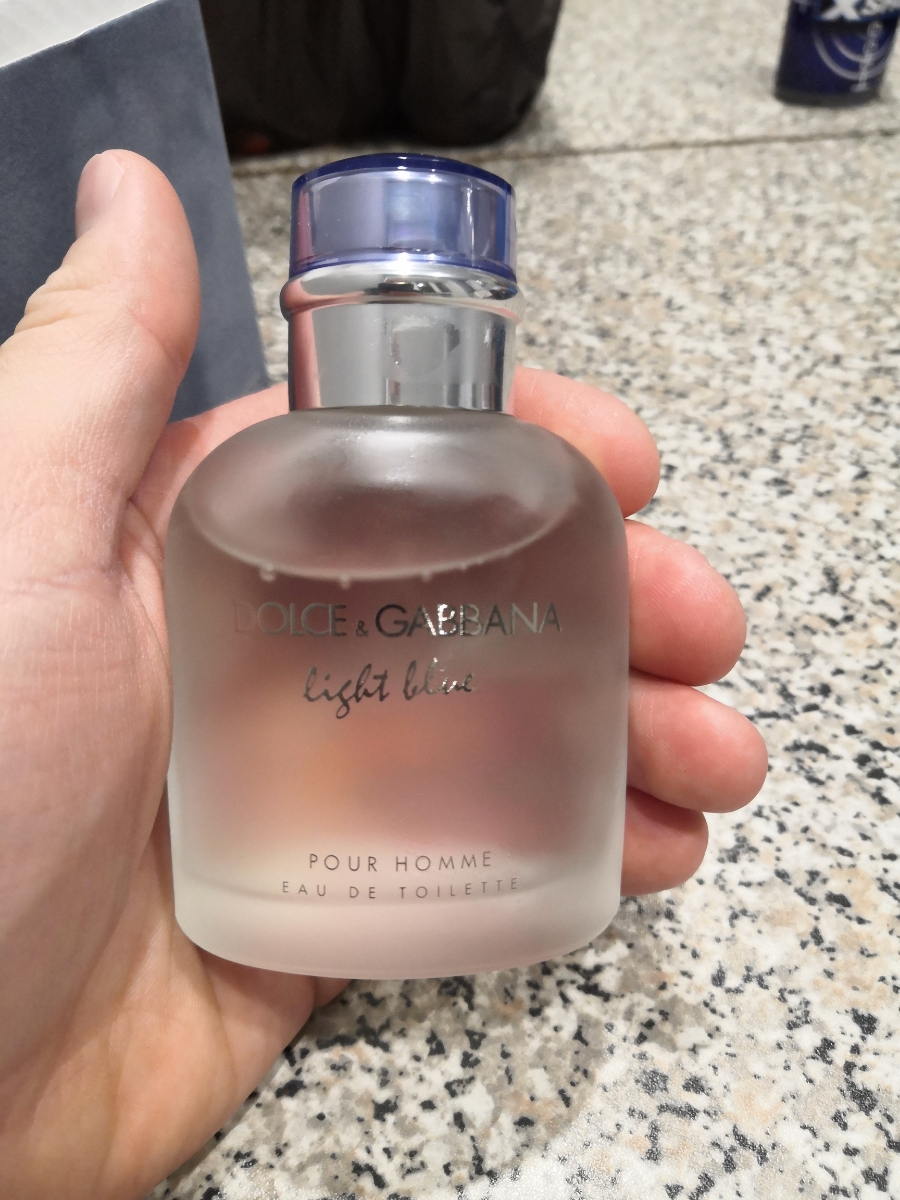 DOLCE & GABBANA
light blue
POUR HOMME
EAU DE TOILETTE